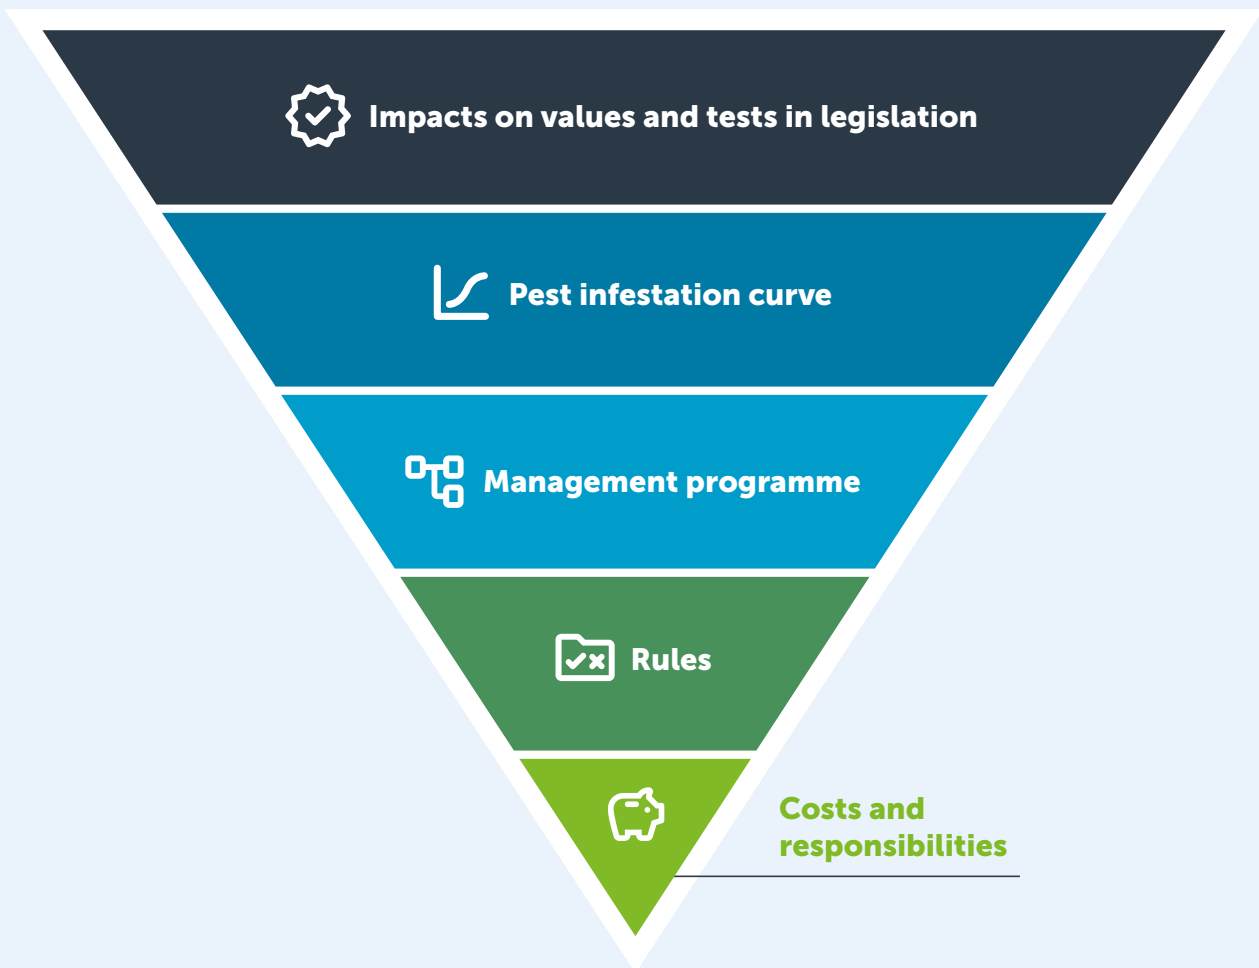 Impacts on values and tests in legislation
Pest infestation curve
Management programme
Rules
Costs and
responsibilities